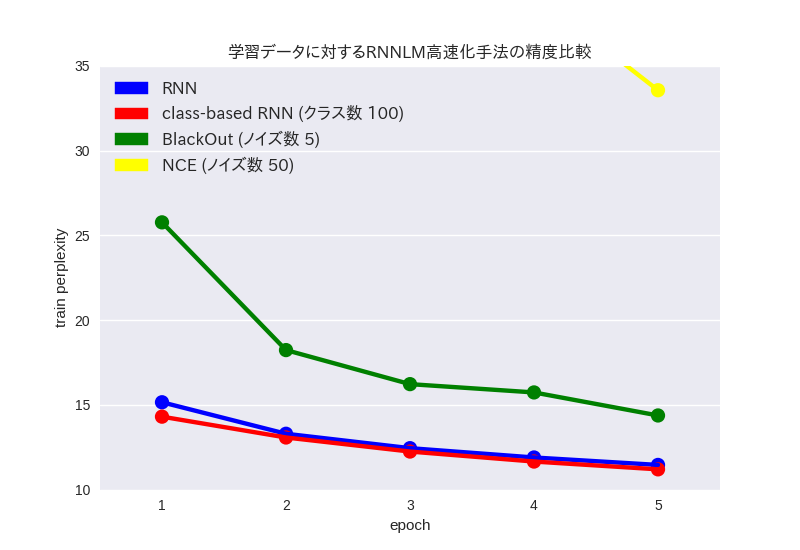 学習データに対するRNNLM高速化手法の精度比較
35
30
25
20
15
10
train perplexity
RNN
class-based RNN (クラス数 100)
BlackOut (ノイズ数 5)
NCE (ノイズ数 50)
1 2 3 4 5
epoch